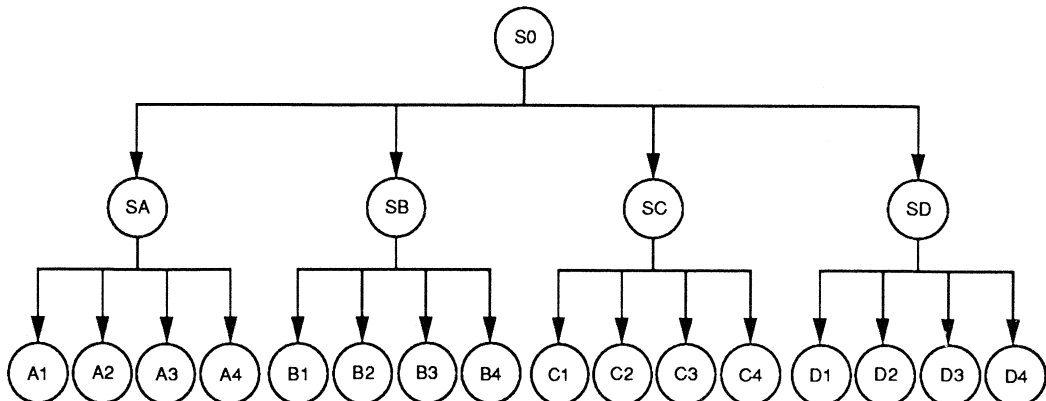 S0
SA SB SC SD
A1 A2 A3 A4 B1 B2 B3 B4 C1 C2 C3 C4 D1 D2 D3 D4